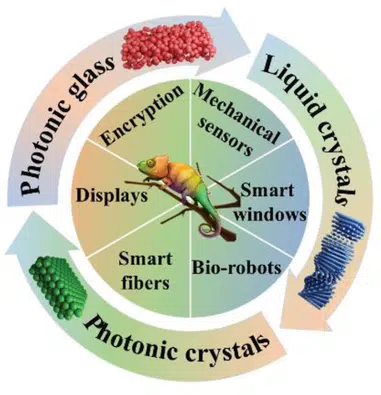 Photonic glass
Liquid crystals
Photonic crystals
Encryption
Mechanical
sensors
Displays
Smart
windows
Smart
fibers
Bio-robots